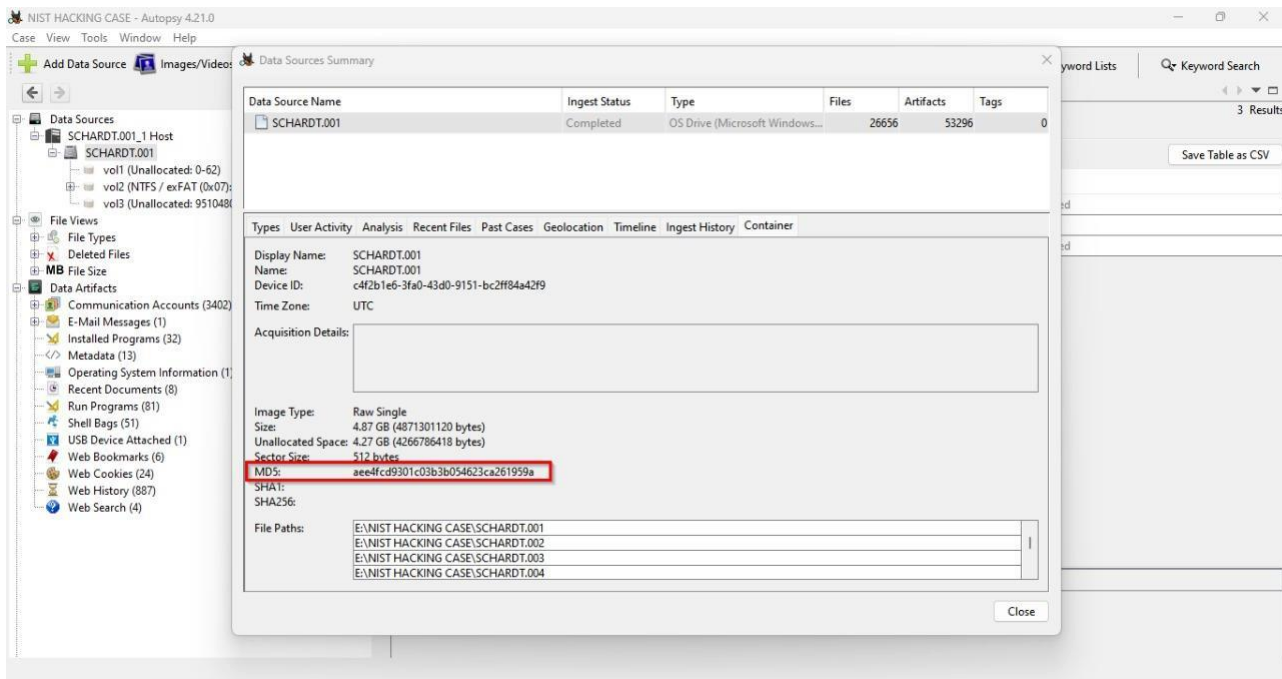 NIST HACKING CASE - Autopsy 4.21.0
Case View Tools Window Help
Add Data Source
Images/Videos
Data Sources Summary
Keyword Search
3 Results
Save Table as CSV
Data Sources
SCHARDT.001_1 Host
SCHARDT.001
vol1 (Unallocated: 0-62)
vol2 (NTFS / exFAT (0x07):
vol3 (Unallocated: 951048
File Views
File Types
Deleted Files
MB File Size
Data Artifacts
Communication Accounts (3402)
E-Mail Messages (1)
Installed Programs (32)
Metadata (13)
Operating System Information (1)
Recent Documents (8)
Run Programs (81)
Shell Bags (51)
USB Device Attached (1)
Web Bookmarks (6)
Web Cookies (24)
Web History (887)
Web Search (4)
Data Source Name Ingest Status Type Files Artifacts Tags
SCHARDT.001 Completed OS Drive (Microsoft Windows... 26656 53296 0
Types User Activity Analysis Recent Files Past Cases Geolocation Timeline Ingest History Container
Display Name: SCHARDT.001
Name: SCHARDT.001
Device ID: c4f2b1e6-3fa0-43d0-9151-bc2ff84a42f9
Time Zone: UTC
Acquisition Details:
Image Type: Raw Single
Size: 4.87 GB (4871301120 bytes)
Unallocated Space: 4.27 GB (4266786418 bytes)
Sector Size: 512 bytes
MD5: aee4fcd9301c03b3b054623ca261959a
SHA1:
SHA256:
File Paths: E:\NIST HACKING CASE\SCHARDT.001
E:\NIST HACKING CASE\SCHARDT.002
E:\NIST HACKING CASE\SCHARDT.003
E:\NIST HACKING CASE\SCHARDT.004
Close